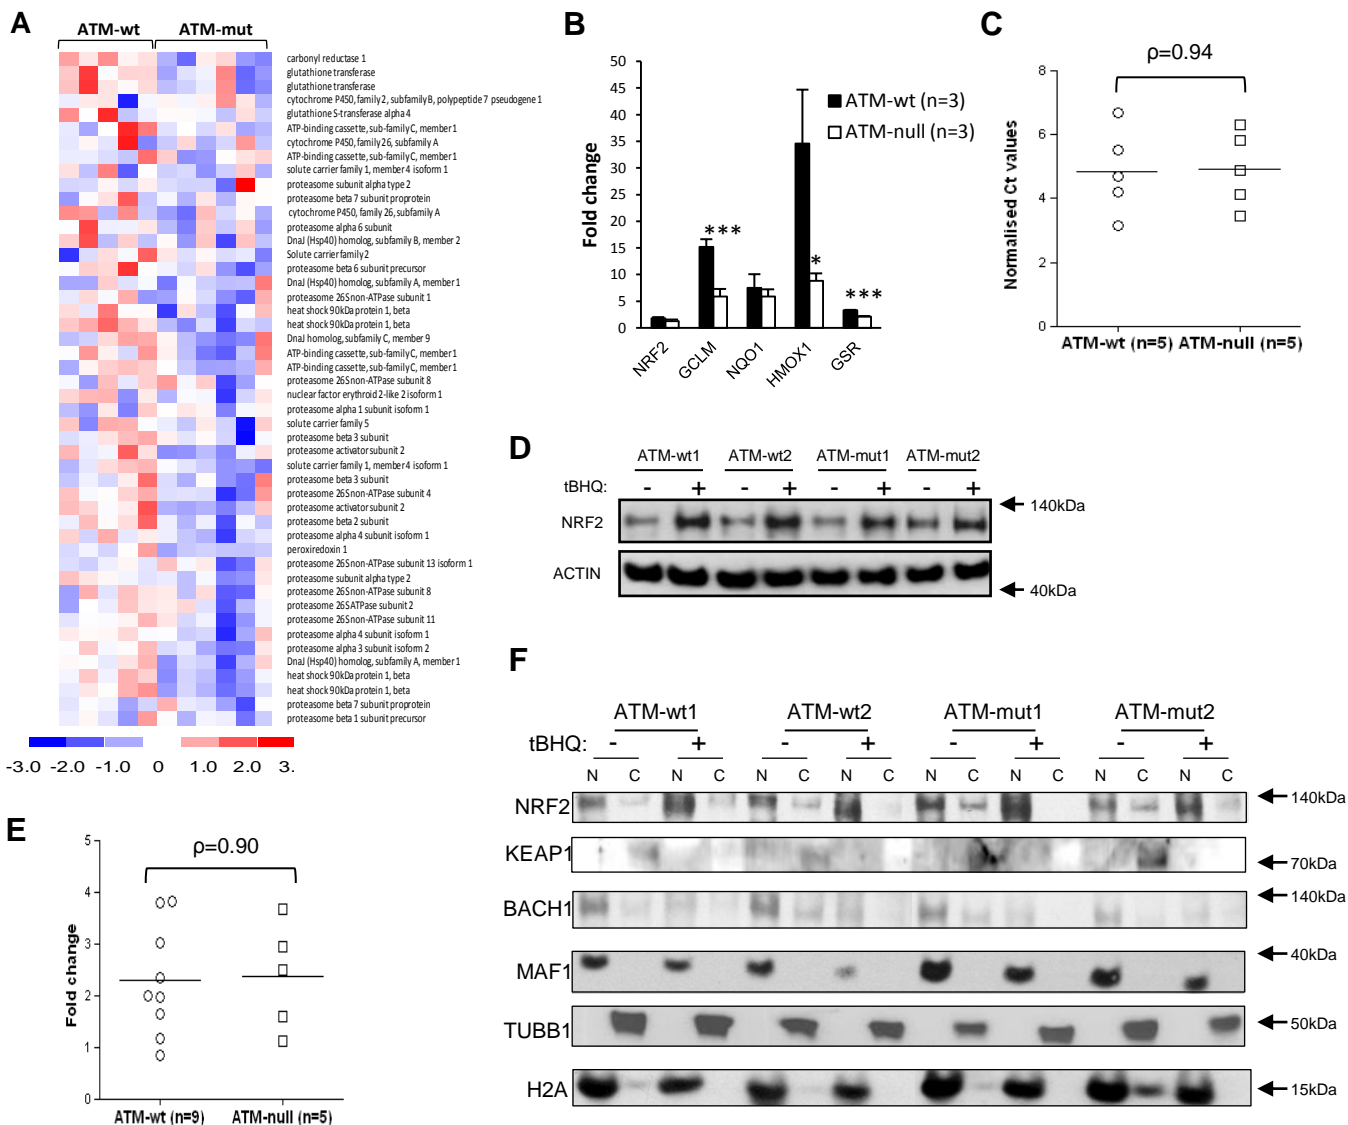 A
ATM-wt ATM-mut
carbonyl reductase 1
glutathione transferase
glutathione transferase
cytochrome P450, family 2, subfamily B, polypeptide 7 pseudogene 1
glutathione S-transferase alpha 4
ATP-binding cassette, sub-family C, member 1
cytochrome P450, family 26, subfamily A
ATP-binding cassette, sub-family C, member 1
solute carrier family 1, member 4 isoform 1
proteasome subunit alpha type 2
proteasome beta 7 subunit proprotein
cytochrome P450, family 26, subfamily A
proteasome alpha 6 subunit
DnaJ (Hsp40) homolog, subfamily B, member 2
Solute carrier family 2
proteasome beta 6 subunit precursor
DnaJ (Hsp40) homolog, subfamily A, member 1
proteasome 26S non-ATPase subunit 1
heat shock 90kDa protein 1, beta
heat shock 90kDa protein 1, beta
DnaJ homolog, subfamily C, member 9
ATP-binding cassette, sub-family C, member 1
ATP-binding cassette, sub-family C, member 1
proteasome 26S non-ATPase subunit 8
nuclear factor erythroid 2-like 2 isoform 1
proteasome alpha 1 subunit isoform 1
solute carrier family 5
proteasome beta 3 subunit
proteasome activator subunit 2
solute carrier family 1, member 4 isoform 1
proteasome beta 3 subunit
proteasome 26S non-ATPase subunit 4
proteasome activator subunit 2
proteasome beta 2 subunit
proteasome alpha 4 subunit isoform 1
peroxiredoxin 1
proteasome 26S non-ATPase subunit 13 isoform 1
proteasome subunit alpha type 2
proteasome 26S non-ATPase subunit 8
proteasome 26S ATPase subunit 2
proteasome 26S non-ATPase subunit 11
proteasome alpha 4 subunit isoform 1
proteasome alpha 3 subunit isoform 2
DnaJ (Hsp40) homolog, subfamily A, member 1
heat shock 90kDa protein 1, beta
heat shock 90kDa protein 1, beta
proteasome beta 7 subunit proprotein
proteasome beta 1 subunit precursor
-3.0 -2.0 -1.0 0 1.0 2.0 3.
B
Fold change
50
45
40
35
30
25
20
15
10
5
0
ATM-wt (n=3)
ATM-null (n=3)
***
*
***
NRF2 GCLM NQO1 HMOX1 GSR
C
ρ=0.94
Normalised Ct values
8
6
4
2
0
ATM-wt (n=5) ATM-null (n=5)
D
ATM-wt1 ATM-wt2 ATM-mut1 ATM-mut2
tBHQ: - + - + - + - +
NRF2 140kDa
ACTIN 40kDa
E
ρ=0.90
Fold change
5
4
3
2
1
0
ATM-wt (n=9) ATM-null (n=5)
F
ATM-wt1 ATM-wt2 ATM-mut1 ATM-mut2
tBHQ: - + - + - + - +
N C N C N C N C N C N C N C N C
NRF2 140kDa
KEAP1 70kDa
BACH1 140kDa
MAF1 40kDa
TUBB1 50kDa
H2A 15kDa